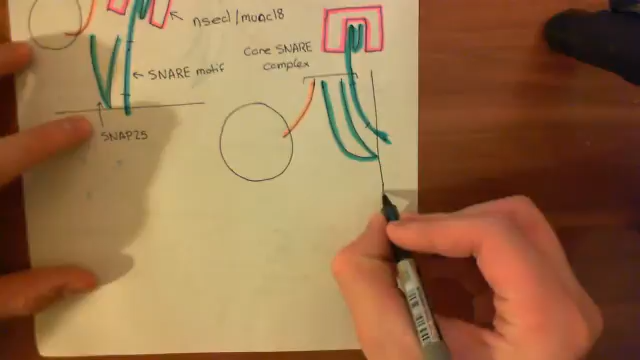 nsec1/munc18
Core SNARE
complex
SNARE motif
SNAP25